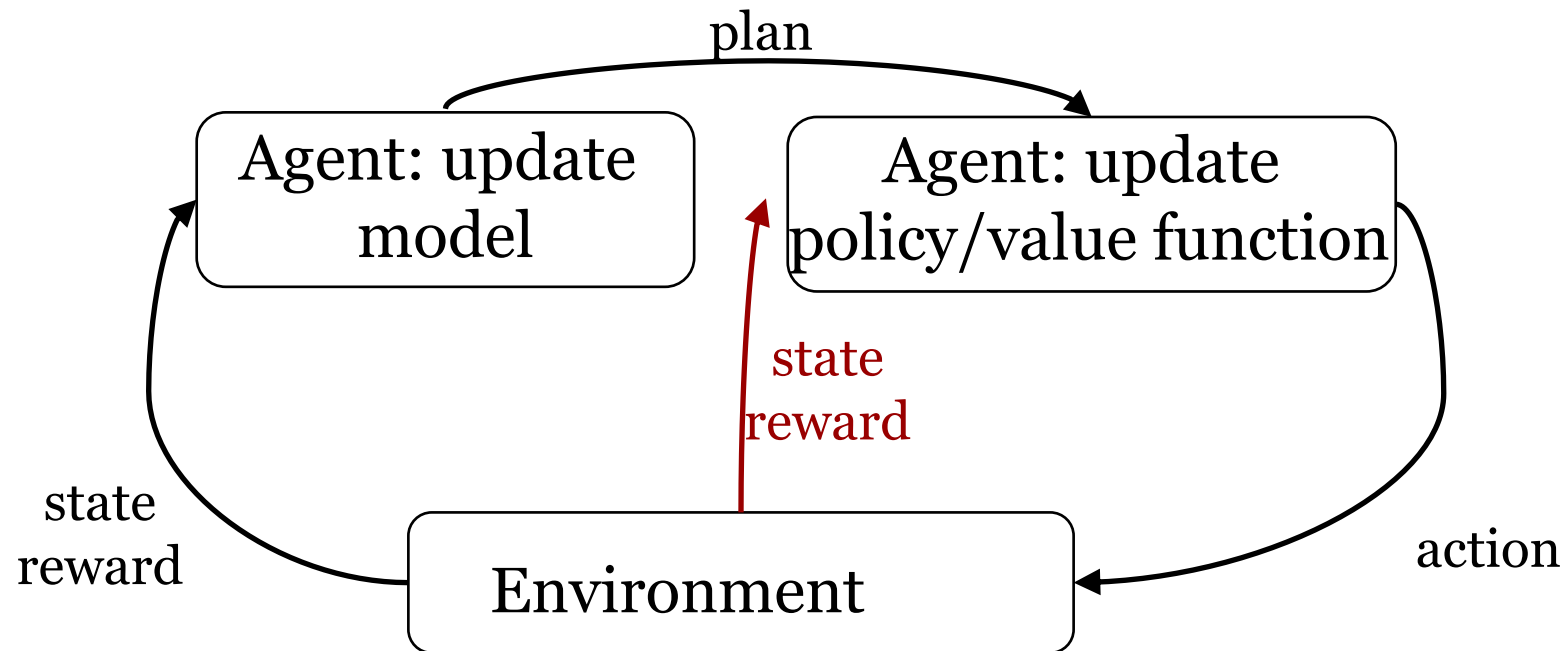 plan
Agent: update
model
Agent: update
policy/value function
state
reward
state
reward
Environment
action